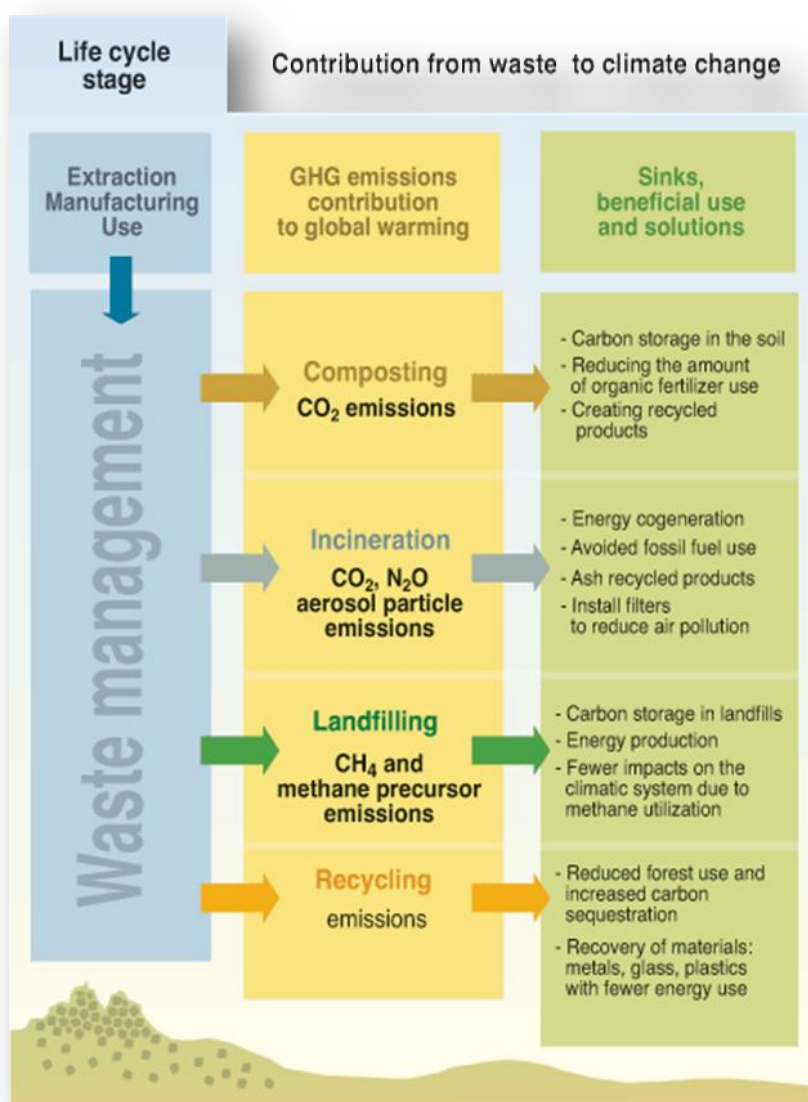 Life cycle
stage
Contribution from waste to climate change
Extraction
Manufacturing
Use
GHG emissions
contribution
to global warming
Sinks,
beneficial use
and solutions
Waste management
Composting
CO₂ emissions
- Carbon storage in the soil
- Reducing the amount
of organic fertilizer use
- Creating recycled
products
Incineration
CO₂, N₂O
aerosol particle
emissions
- Energy cogeneration
- Avoided fossil fuel use
- Ash recycled products
- Install filters
to reduce air pollution
Landfilling
CH₄ and
methane precursor
emissions
- Carbon storage in landfills
- Energy production
- Fewer impacts on the
climatic system due to
methane utilization
Recycling
emissions
- Reduced forest use and
increased carbon
sequestration
- Recovery of materials:
metals, glass, plastics
with fewer energy use